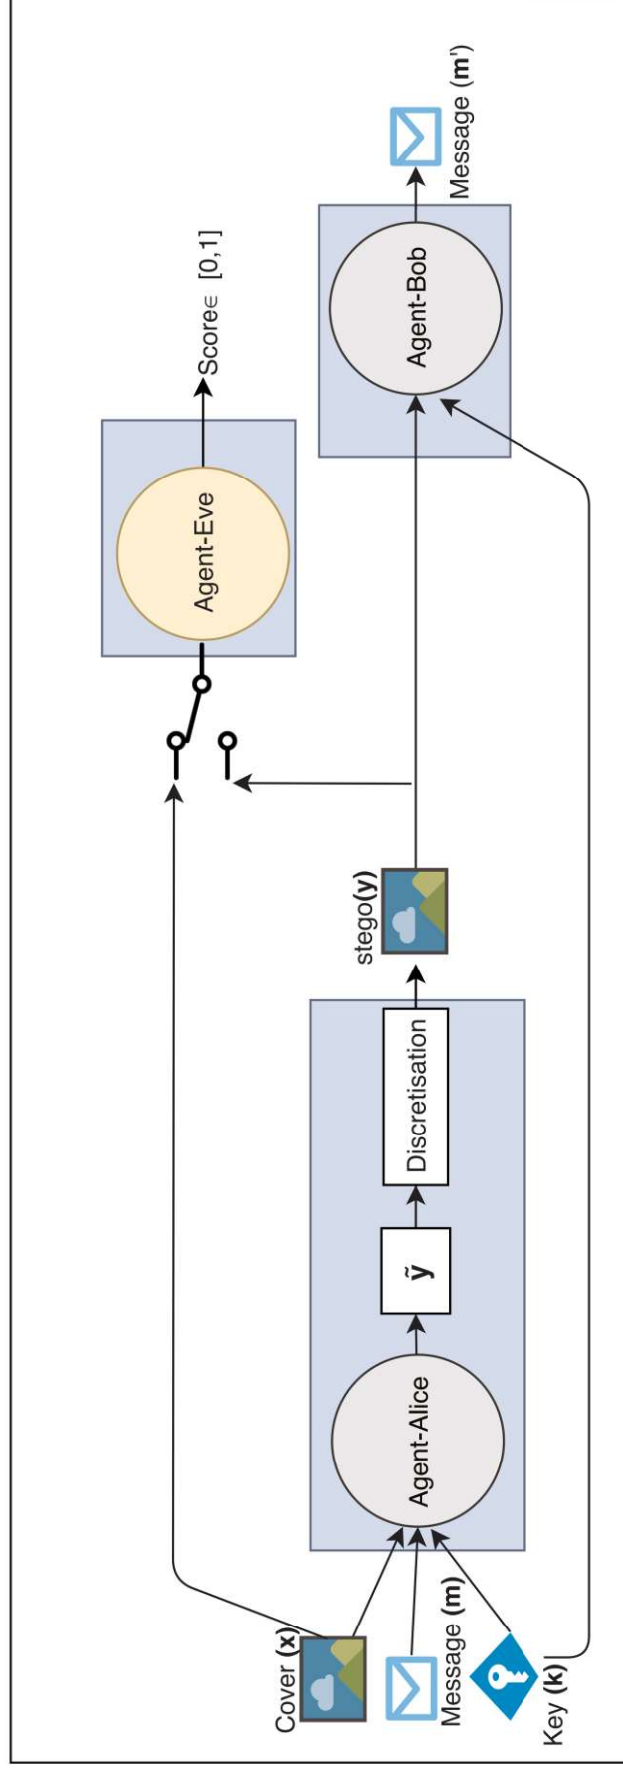 Cover (x)
Message (m)
Key (k)
Agent-Alice
ỹ
Discretisation
stego(y)
Agent-Eve
Score∈ [0,1]
Agent-Bob
Message (m')